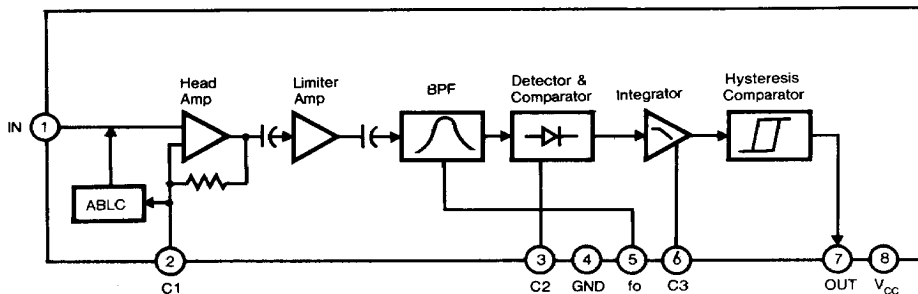 Head
Amp
Limiter
Amp
BPF
Detector &
Comparator
Integrator
Hysteresis
Comparator
IN
1
ABLC
2
3
4
5
6
7
8
C1
C2
GND
fo
C3
OUT
VCC